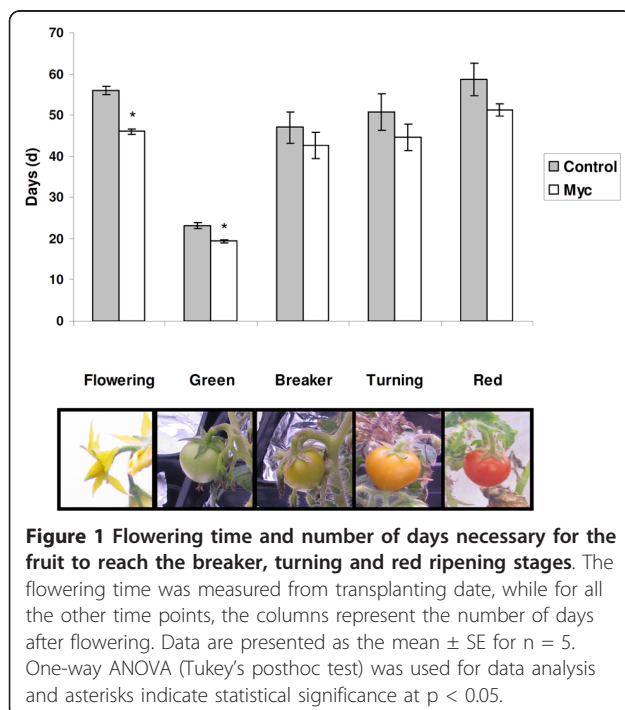 70
60
50
40
30
20
10
0
Days (d)
*
*
Control
Myc
Flowering Green Breaker Turning Red
Figure 1 Flowering time and number of days necessary for the
fruit to reach the breaker, turning and red ripening stages. The
flowering time was measured from transplanting date, while for all
the other time points, the columns represent the number of days
after flowering. Data are presented as the mean ± SE for n = 5.
One-way ANOVA (Tukey's posthoc test) was used for data analysis
and asterisks indicate statistical significance at p < 0.05.